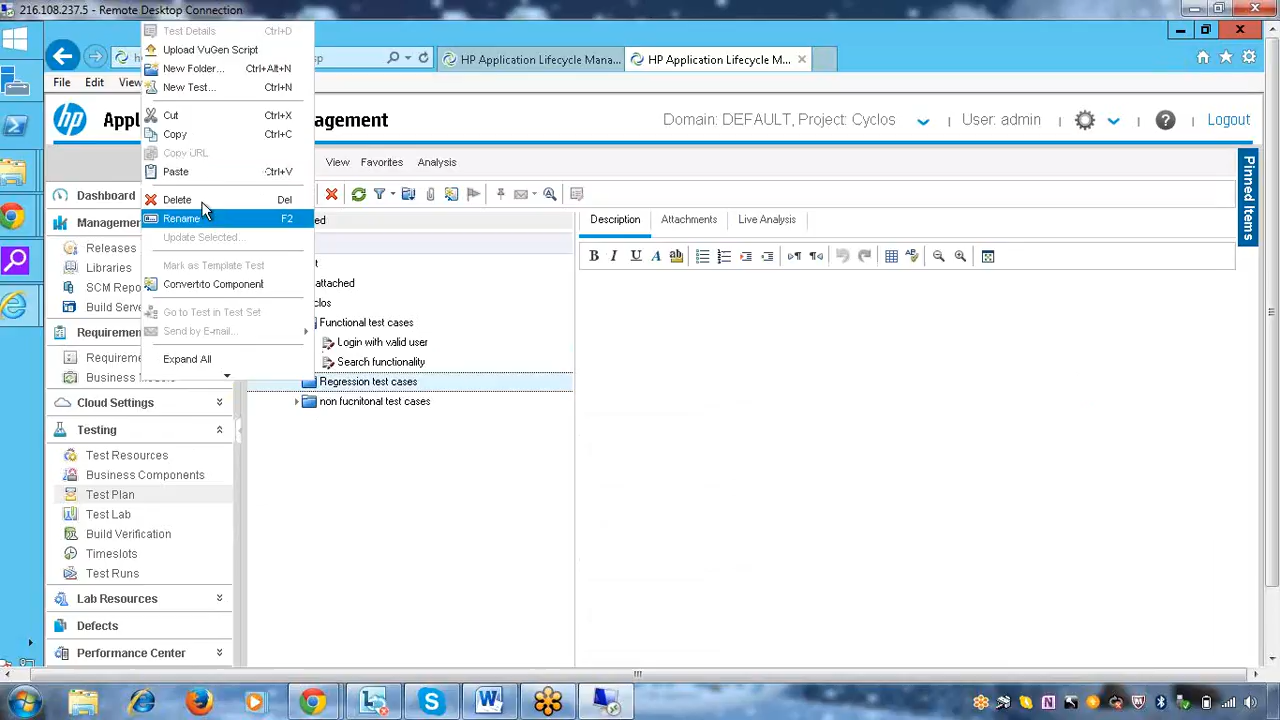 216.108.237.5 - Remote Desktop Connection
HP Application Lifecycle Mana...
HP Application Lifecycle M...
File Edit
Domain: DEFAULT, Project: Cyclos
User: admin
Logout
View Favorites Analysis
Test Details Ctrl+D
Upload VuGen Script
New Folder... Ctrl+Alt+N
New Test... Ctrl+N
Cut Ctrl+X
Copy Ctrl+C
Copy URL
Paste Ctrl+V
Delete Del
Rename F2
Update Selected...
Mark as Template Test
Convert to Component
Go to Test in Test Set
Send by E-mail...
Expand All
Dashboard
Releases
Libraries
Cloud Settings
Testing
Test Resources
Business Components
Test Plan
Test Lab
Build Verification
Timeslots
Test Runs
Lab Resources
Defects
Performance Center
Functional test cases
Login with valid user
Search functionality
Regression test cases
non fucnitonal test cases
Description Attachments Live Analysis
B I U A ab
Pinned Items
hp